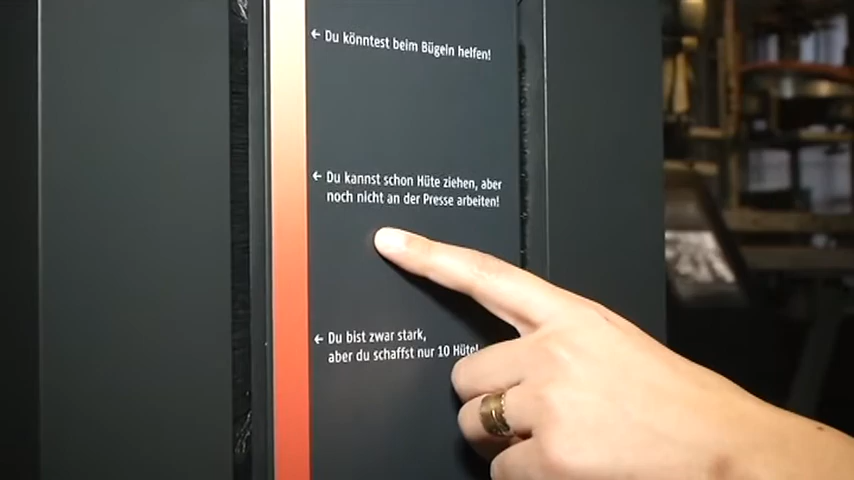 ← Du könntest beim Bügeln helfen!
← Du kannst schon Hüte ziehen, aber
noch nicht an der Presse arbeiten!
← Du bist zwar stark,
aber du schaffst nur 10 Hüte!